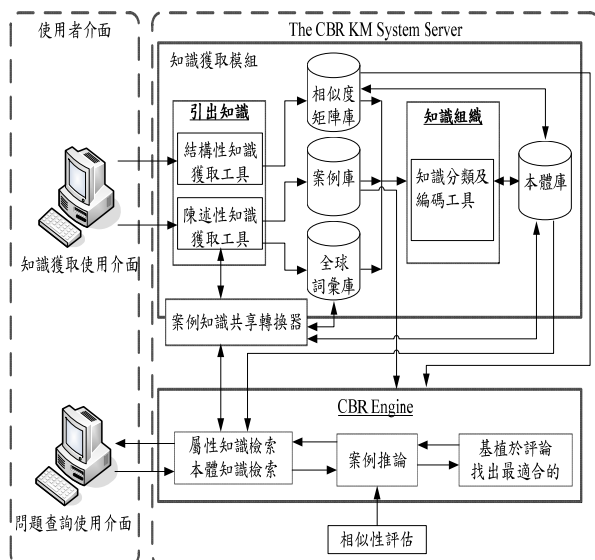 使用者介面
The CBR KM System Server
知識獲取模組
引出知識
結構性知識
獲取工具
陳述性知識
獲取工具
相似度
矩陣庫
案例庫
全球
詞彙庫
知識組織
知識分類及
編碼工具
本體庫
知識獲取使用介面
案例知識共享轉換器
CBR Engine
屬性知識檢索
本體知識檢索
案例推論
基植於評論
找出最適合的
問題查詢使用介面
相似性評估